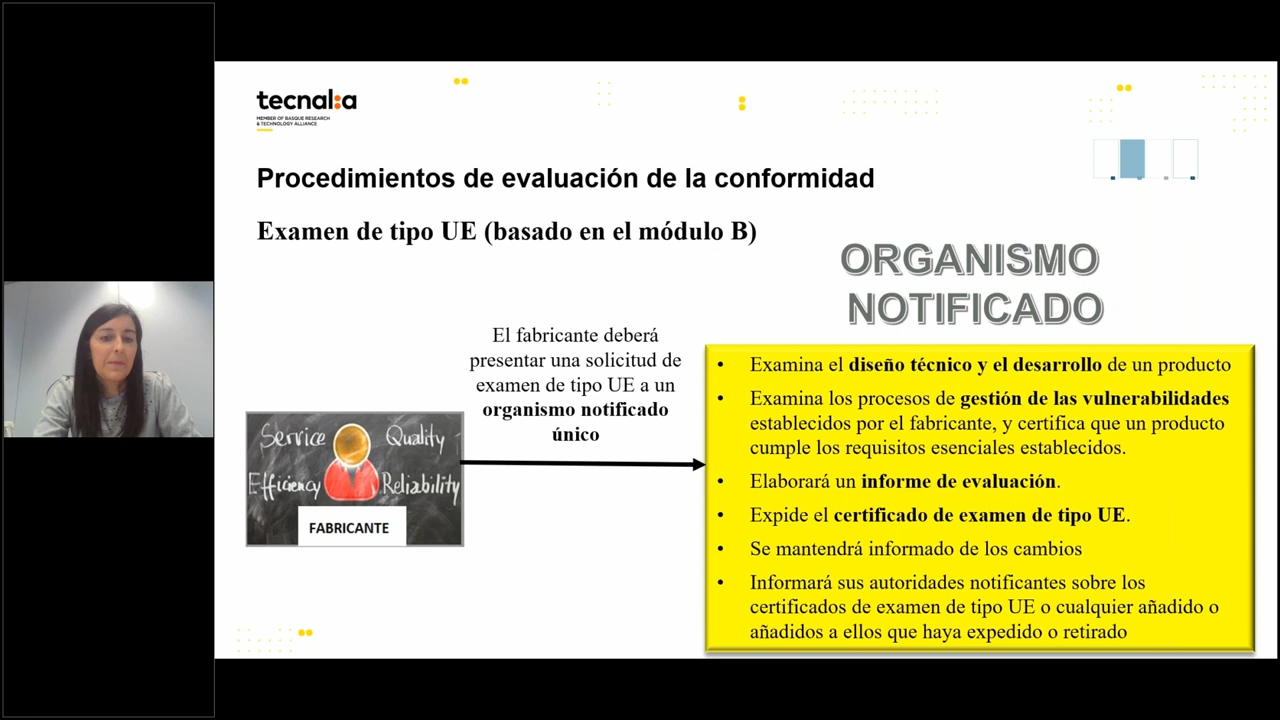 tecnal:a
MEMBER OF BASQUE RESEARCH
& TECHNOLOGY ALLIANCE
Procedimientos de evaluación de la conformidad
Examen de tipo UE (basado en el módulo B)
ORGANISMO
NOTIFICADO
El fabricante deberá
presentar una solicitud de
examen de tipo UE a un
organismo notificado
único
Service Quality
Efficiency Reliability
FABRICANTE
• Examina el diseño técnico y el desarrollo de un producto
• Examina los procesos de gestión de las vulnerabilidades
establecidos por el fabricante, y certifica que un producto
cumple los requisitos esenciales establecidos.
• Elaborará un informe de evaluación.
• Expide el certificado de examen de tipo UE.
• Se mantendrá informado de los cambios
• Informará sus autoridades notificantes sobre los
certificados de examen de tipo UE o cualquier añadido o
añadidos a ellos que haya expedido o retirado